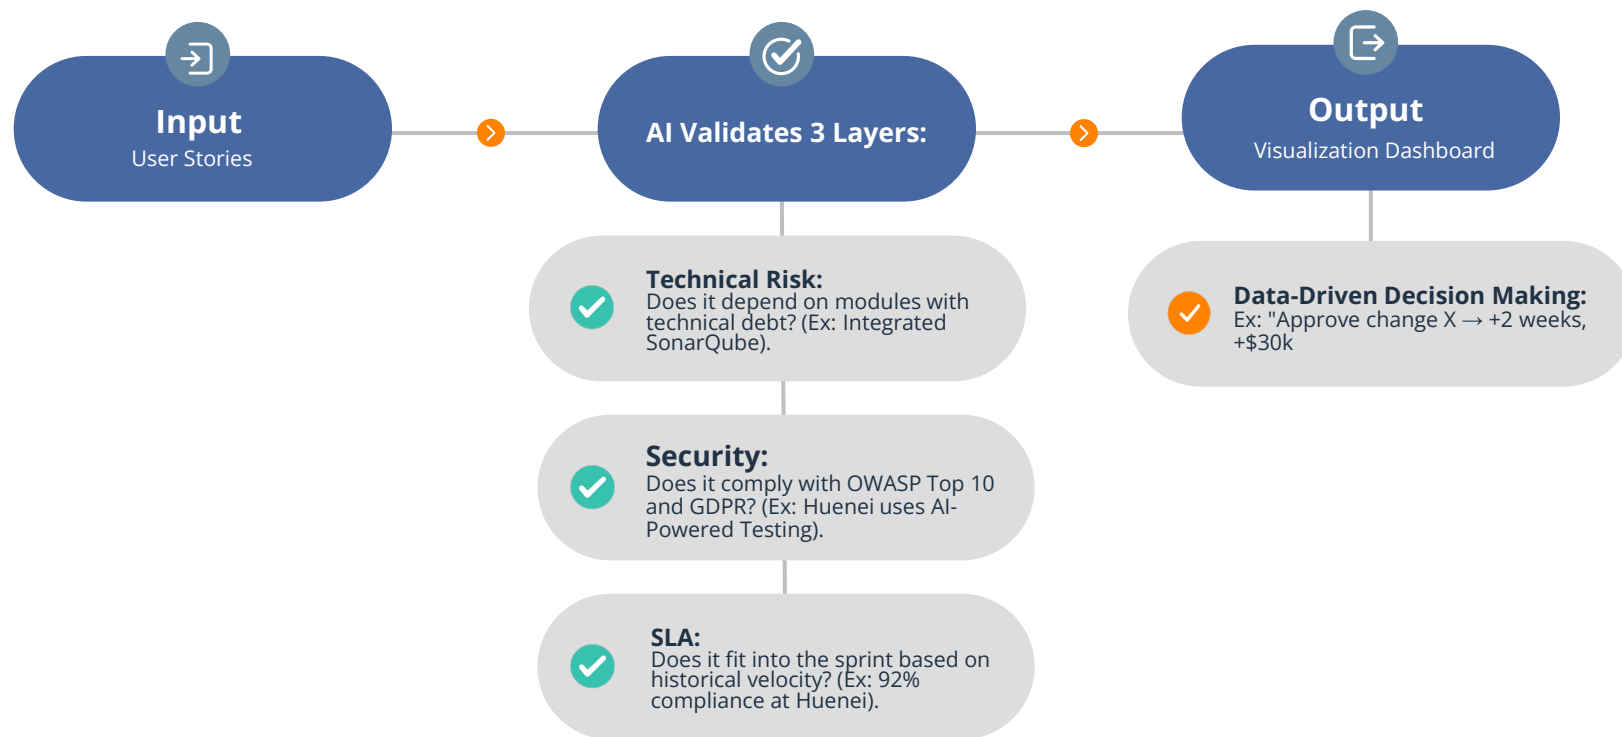 Input
User Stories
AI Validates 3 Layers:
Technical Risk:
Does it depend on modules with
technical debt? (Ex: Integrated
SonarQube).
Security:
Does it comply with OWASP Top 10
and GDPR? (Ex: Huenei uses AI-
Powered Testing).
SLA:
Does it fit into the sprint based on
historical velocity? (Ex: 92%
compliance at Huenei).
Output
Visualization Dashboard
Data-Driven Decision Making:
Ex: "Approve change X → +2 weeks,
+$30k